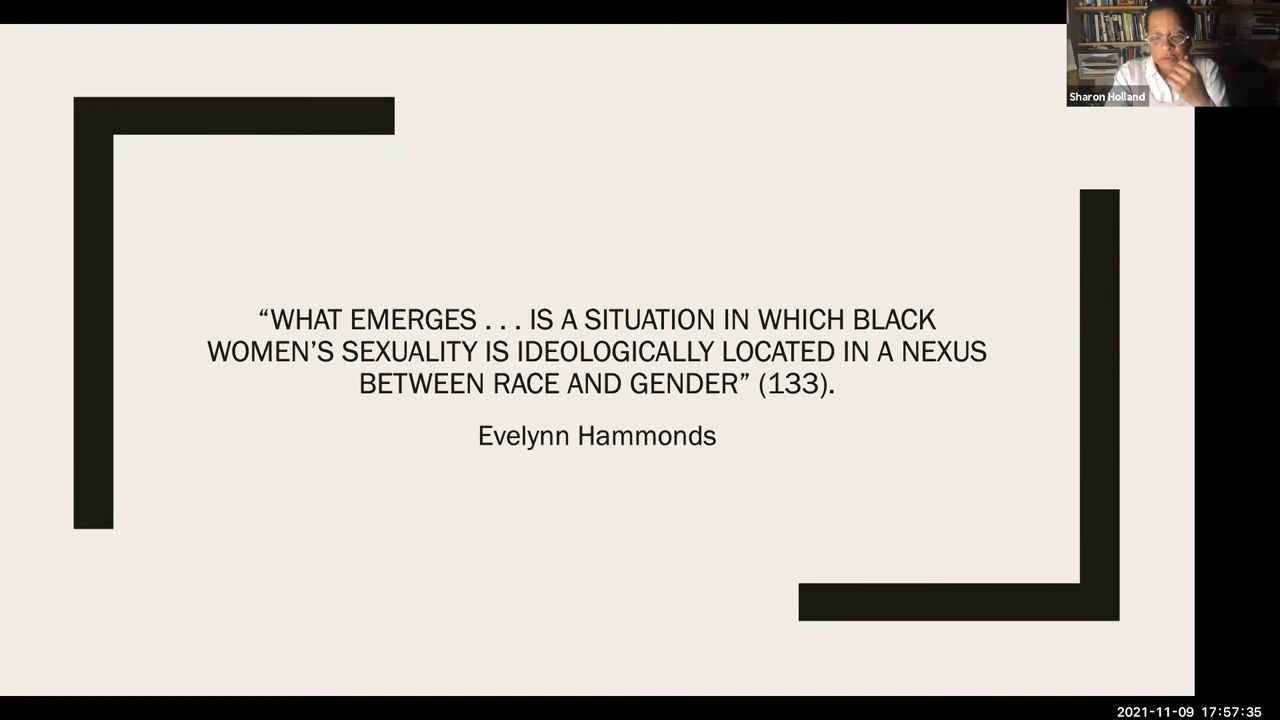 Sharon Holland
“WHAT EMERGES . . . IS A SITUATION IN WHICH BLACK
WOMEN’S SEXUALITY IS IDEOLOGICALLY LOCATED IN A NEXUS
BETWEEN RACE AND GENDER” (133).
Evelynn Hammonds
2021-11-09 17:57:35